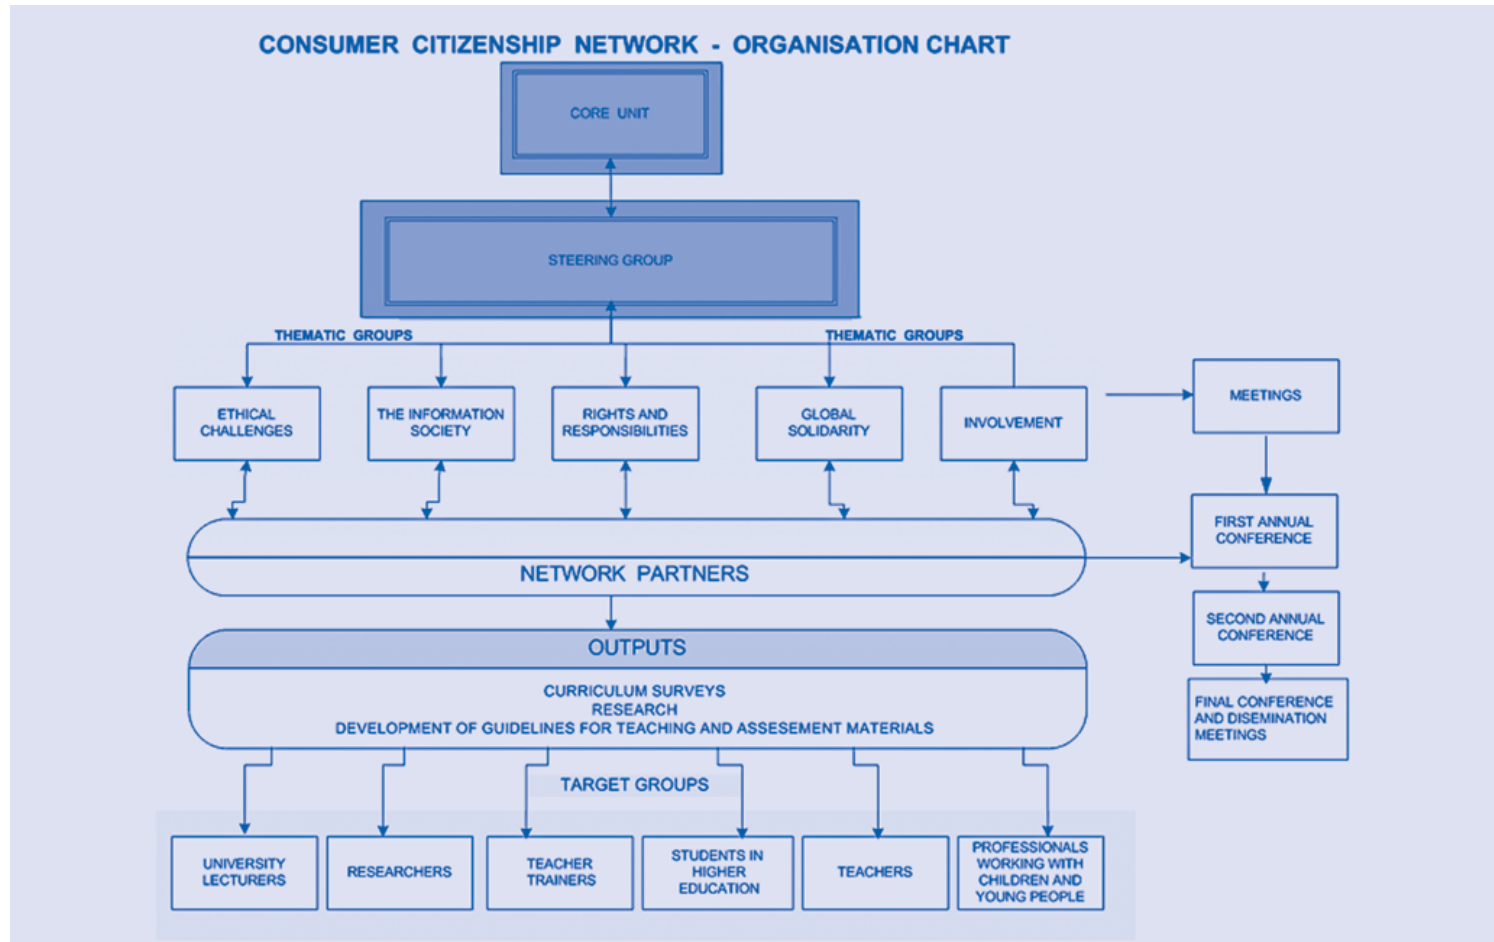 CONSUMER CITIZENSHIP NETWORK - ORGANISATION CHART
CORE UNIT
STEERING GROUP
THEMATIC GROUPS
THEMATIC GROUPS
ETHICAL
CHALLENGES
THE INFORMATION
SOCIETY
RIGHTS AND
RESPONSIBILITIES
GLOBAL
SOLIDARITY
INVOLVEMENT
MEETINGS
FIRST ANNUAL
CONFERENCE
SECOND ANNUAL
CONFERENCE
FINAL CONFERENCE
AND DISEMINATION
MEETINGS
NETWORK PARTNERS
OUTPUTS
CURRICULUM SURVEYS
RESEARCH
DEVELOPMENT OF GUIDELINES FOR TEACHING AND ASSESEMENT MATERIALS
TARGET GROUPS
UNIVERSITY
LECTURERS
RESEARCHERS
TEACHER
TRAINERS
STUDENTS IN
HIGHER
EDUCATION
TEACHERS
PROFESSIONALS
WORKING WITH
CHILDREN AND
YOUNG PEOPLE